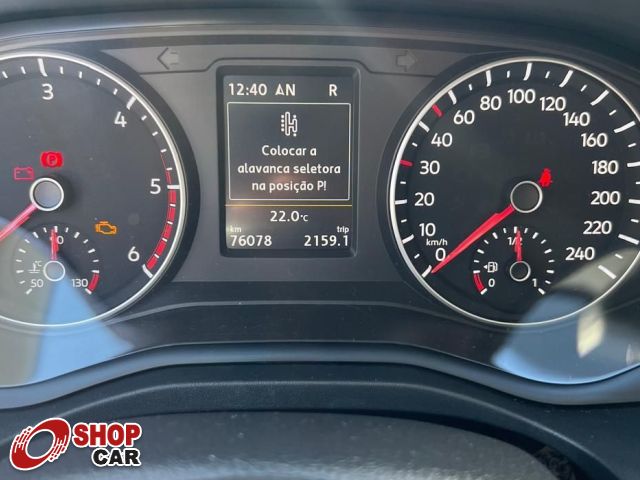 12:40 AN R
Colocar a
alavanca seletora
na posição P!
22.0°C
km trip
76078 2159.1
3
4
5
6
P
90
°C
50 130
0
10
20
30
40
60
80
100
120
140
160
180
200
220
240
km/h
1/2
0 1
SHOP
CAR